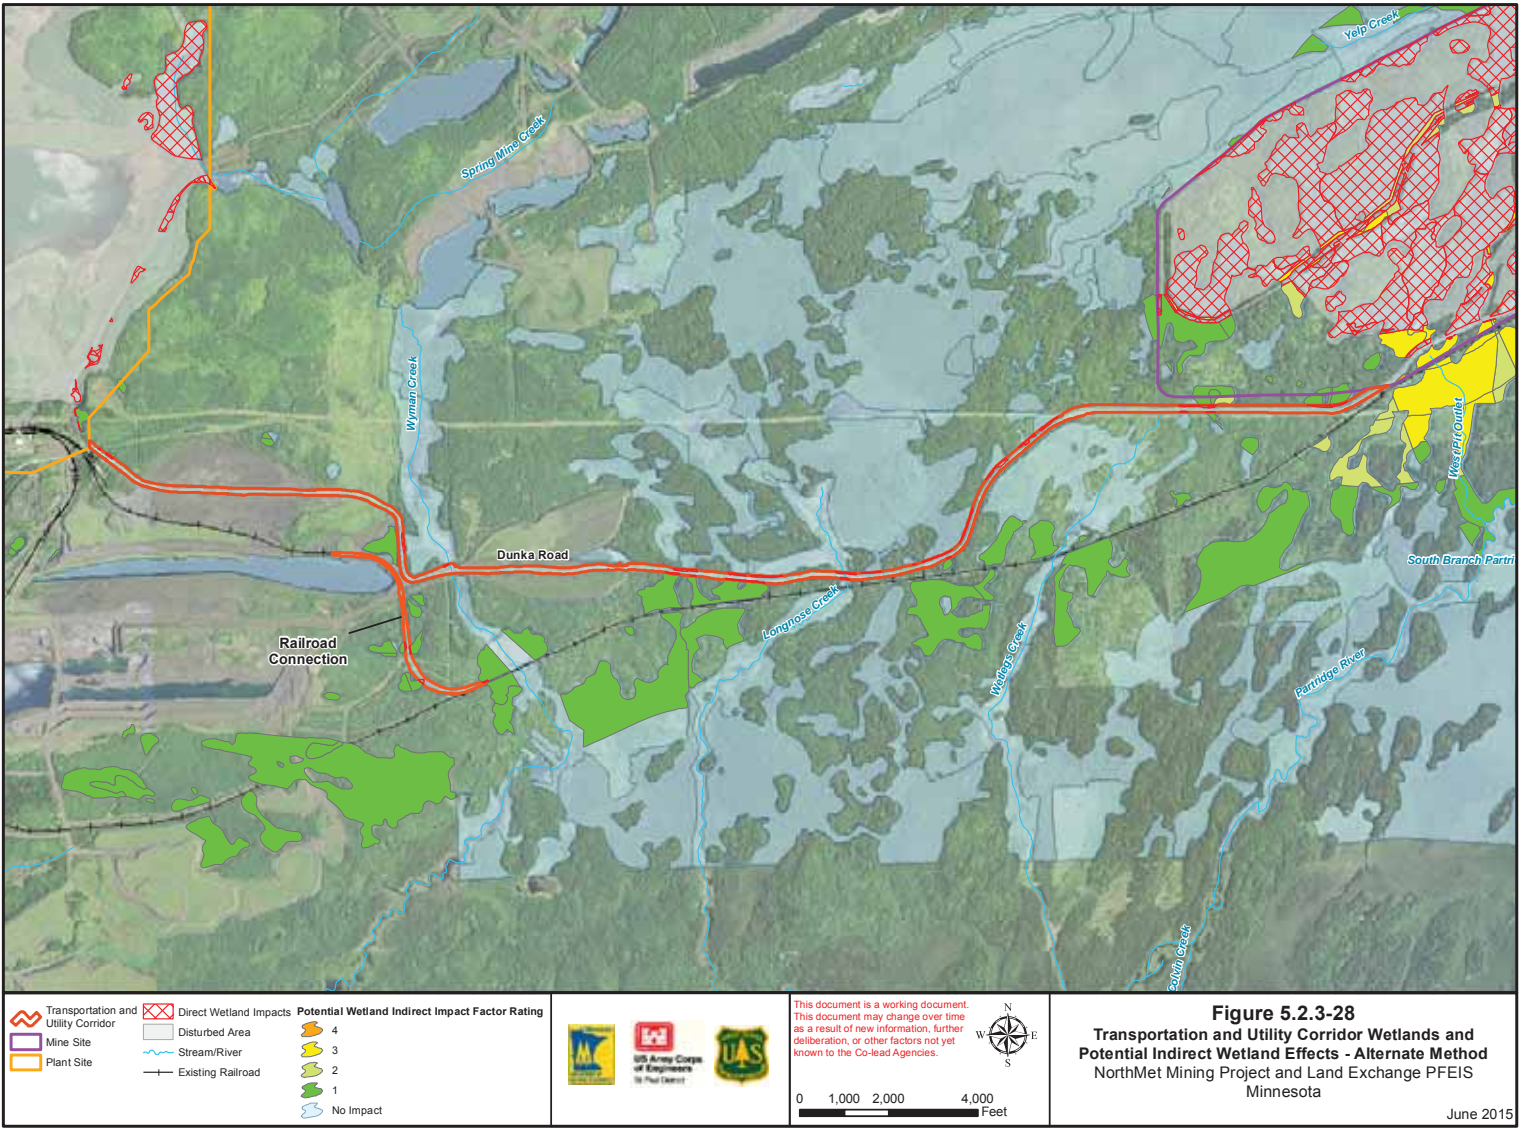 Yelp Creek
Spring Mine Creek
Wyman Creek
West Pit Outlet
Dunka Road
South Branch Partri
Longnose Creek
Railroad
Connection
Wetlegs Creek
Partridge River
Colvin Creek
Transportation and
Utility Corridor
Mine Site
Plant Site
Direct Wetland Impacts
Disturbed Area
Stream/River
Existing Railroad
Potential Wetland Indirect Impact Factor Rating
4
3
2
1
No Impact
US Army Corps
of Engineers
St Paul District
UAS
This document is a working document.
This document may change over time
as a result of new information, further
deliberation, or other factors not yet
known to the Co-lead Agencies.
N
W E
S
0 1,000 2,000 4,000
Feet
Figure 5.2.3-28
Transportation and Utility Corridor Wetlands and
Potential Indirect Wetland Effects - Alternate Method
NorthMet Mining Project and Land Exchange PFEIS
Minnesota
June 2015